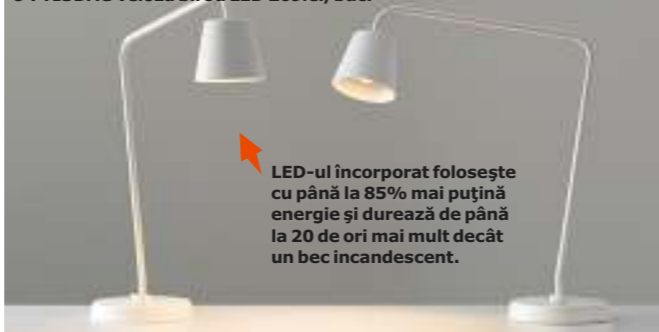 LED-ul încorporat foloseşte
cu până la 85% mai puţină
energie şi durează de până
la 20 de ori mai mult decât
un bec incandescent.